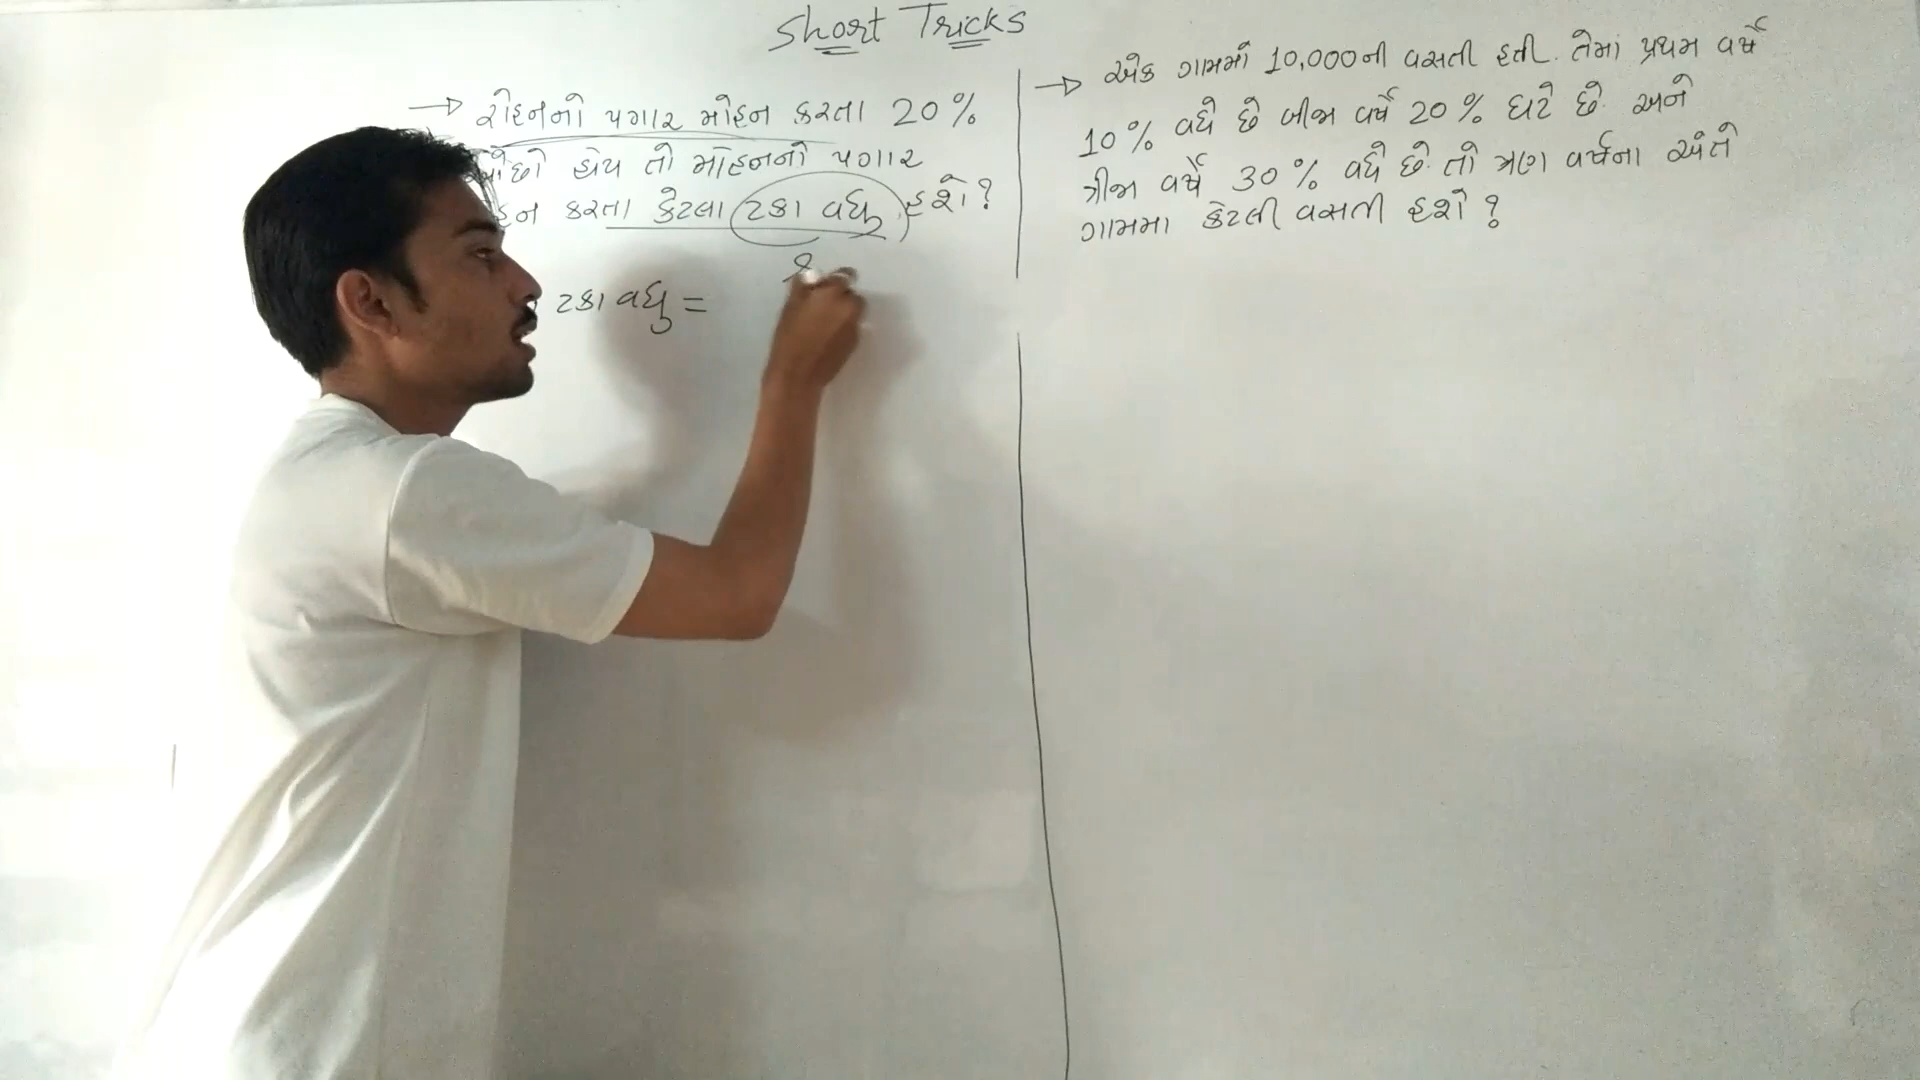 Short Tricks
→ રોહનનો પગાર મોહન કરતા 20%
ઓછો હોય તો મોહનનો પગાર
કરતા કેટલા ટકા વધુ હશે?
ટકા વધુ =
→ એક ગામમાં 10,000ની વસતી હતી. તેમાં પ્રથમ વર્ષે
10% વધે છે બીજા વર્ષે 20% ઘટે છે. અને
ત્રીજા વર્ષે 30% વધે છે. તો ત્રણ વર્ષના અંતે
ગામમા કેટલી વસતી હશે?